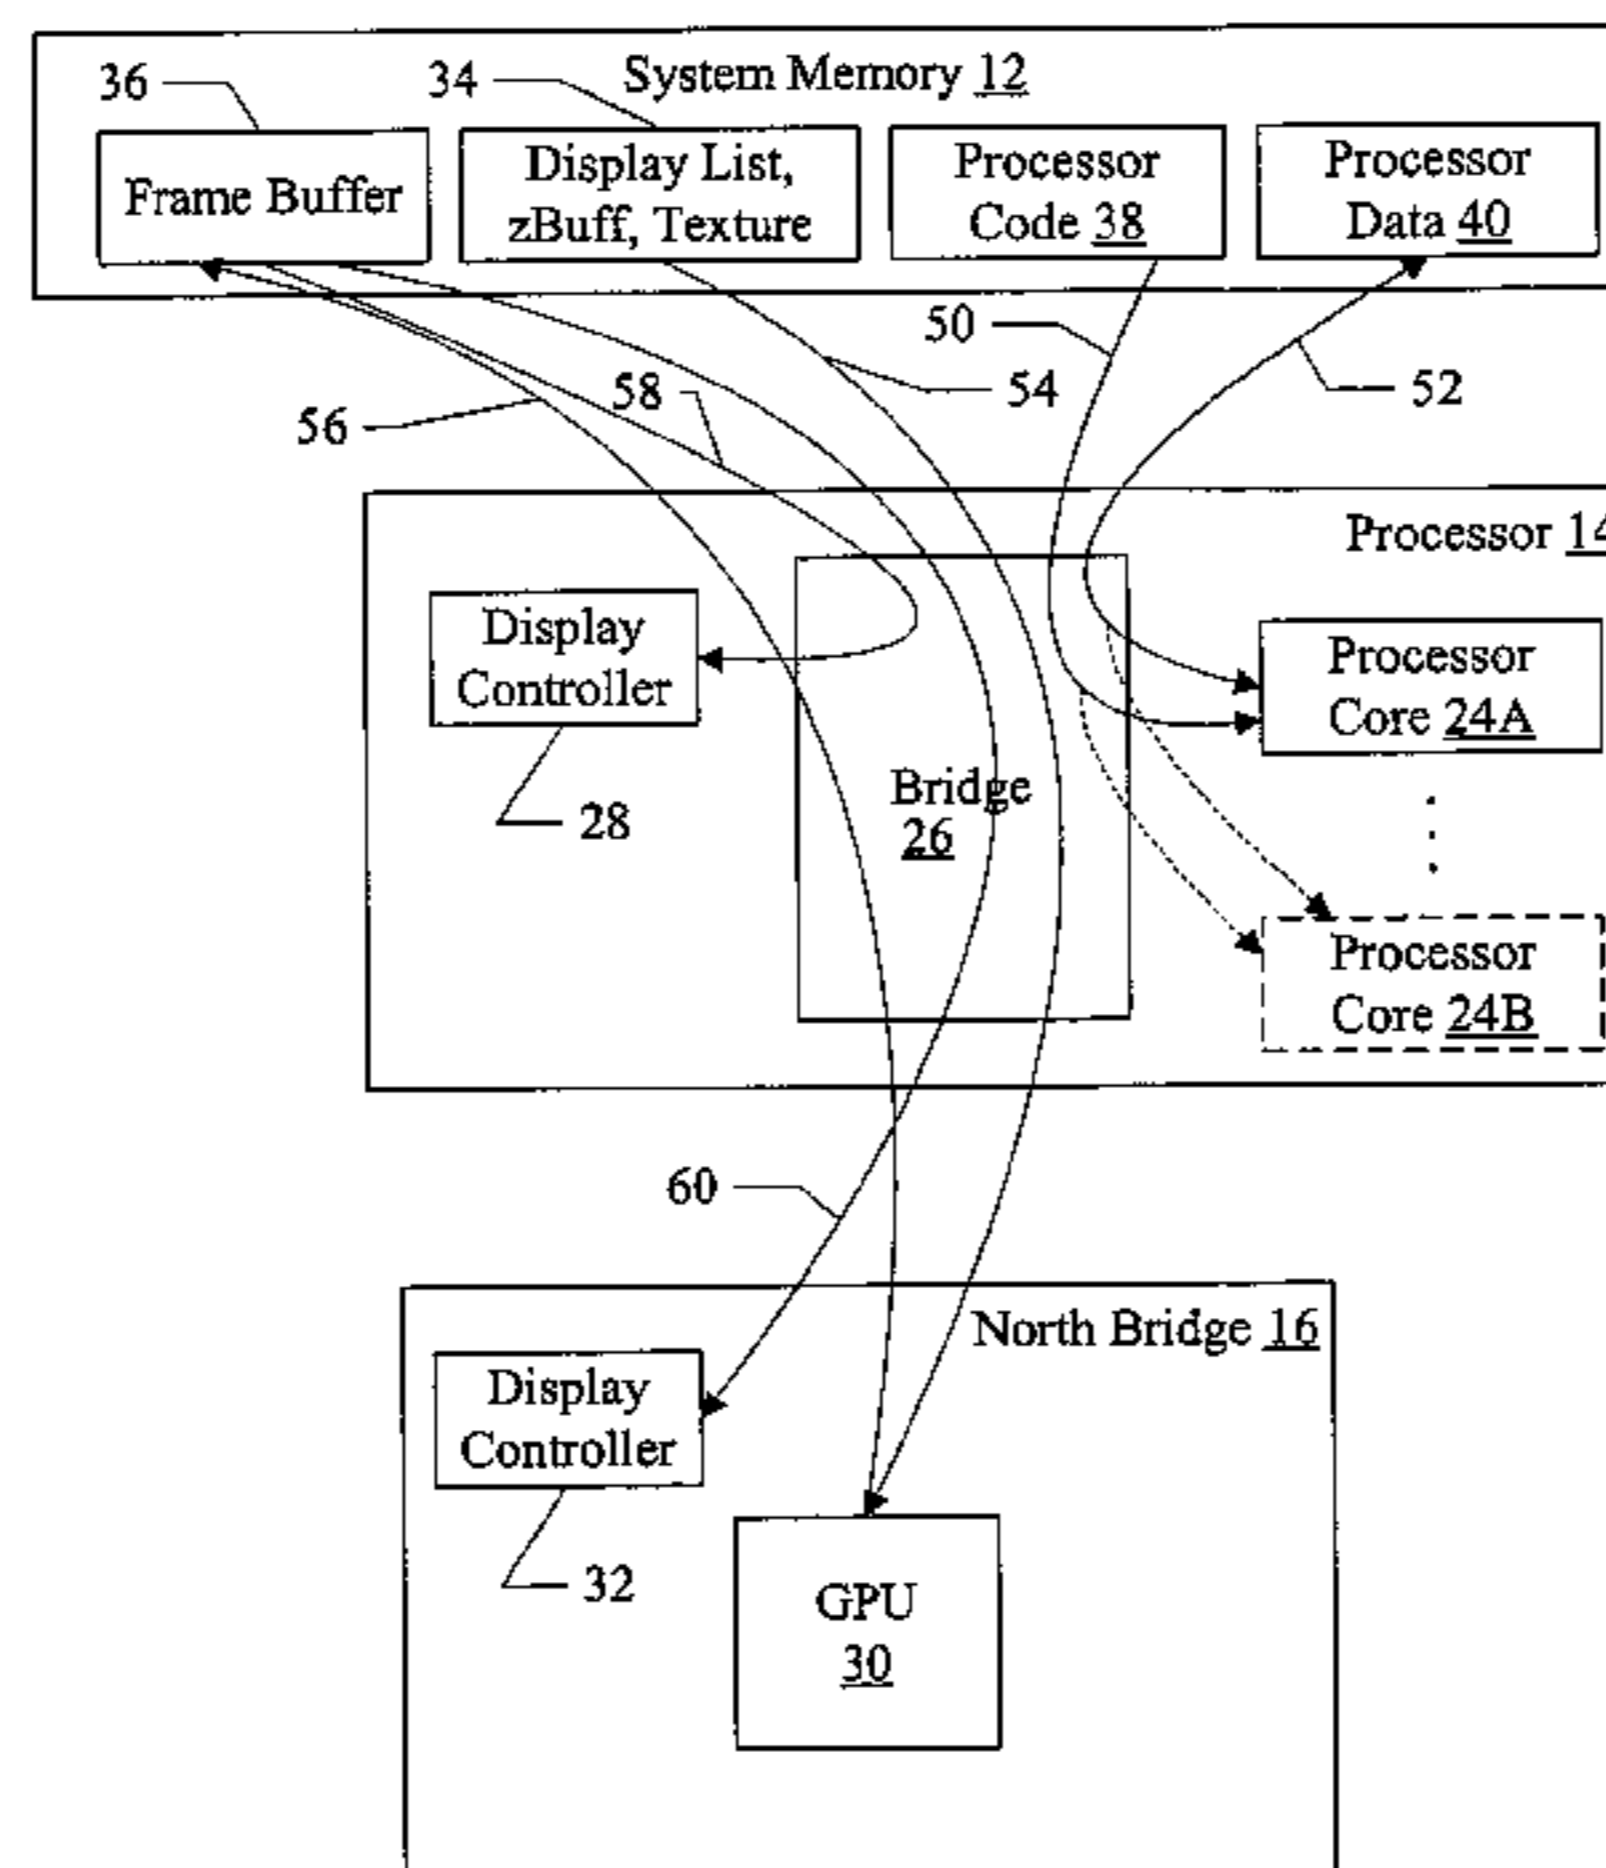 System Memory 12
36
34
Frame Buffer
Display List,
zBuff, Texture
Processor
Code 38
Processor
Data 40
50
54
52
58
56
Processor 14
Display
Controller
28
Bridge
26
Processor
Core 24A
Processor
Core 24B
60
North Bridge 16
Display
Controller
32
GPU
30